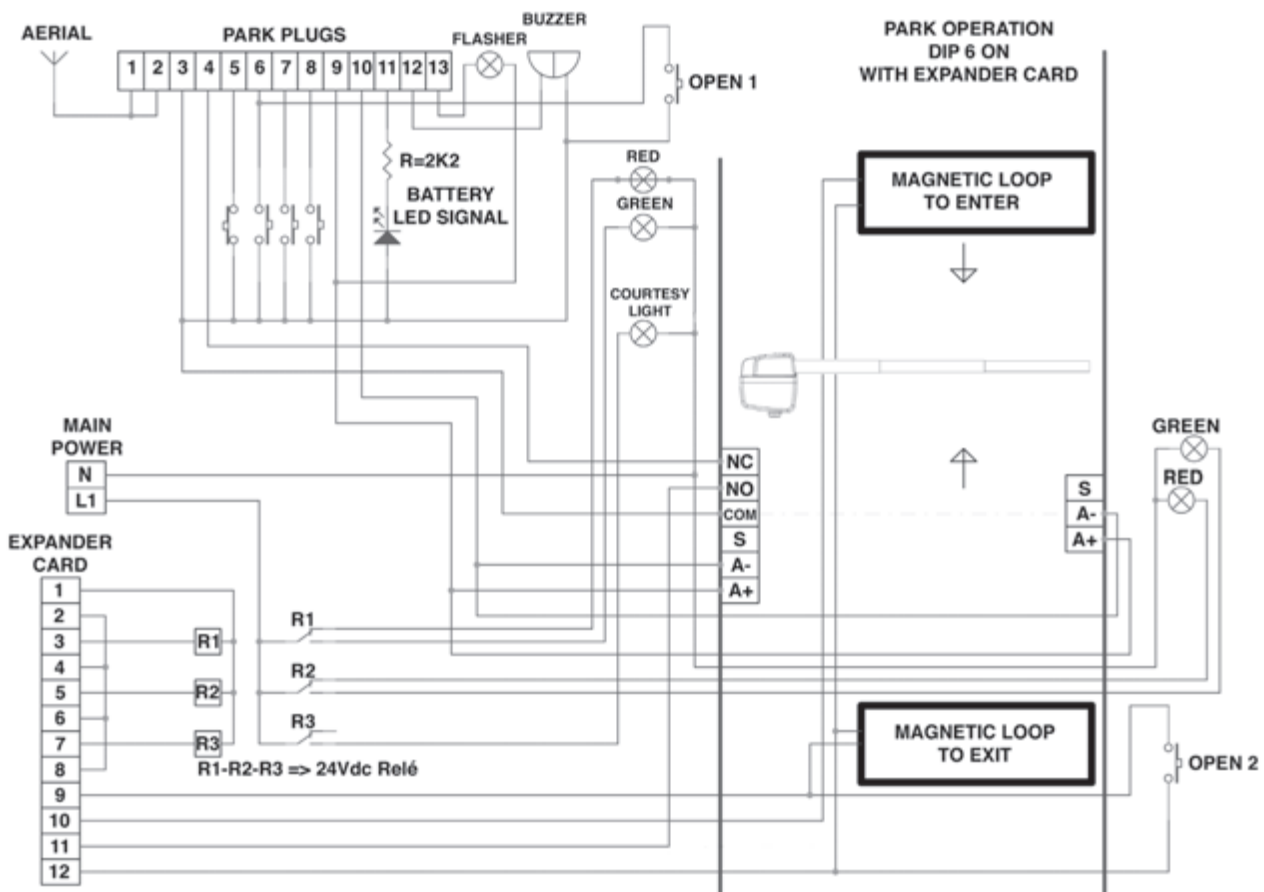 AERIAL
PARK PLUGS
1 2 3 4 5 6 7 8 9 10 11 12 13
FLASHER
BUZZER
OPEN 1
PARK OPERATION
DIP 6 ON
WITH EXPANDER CARD
R=2K2
BATTERY
LED SIGNAL
RED
GREEN
COURTESY
LIGHT
MAGNETIC LOOP
TO ENTER
MAIN
POWER
N
L1
NC
NO
COM
S
A-
A+
S
A-
A+
GREEN
RED
EXPANDER
CARD
1
2
3
4
5
6
7
8
9
10
11
12
R1
R2
R3
R1
R2
R3
R1-R2-R3 => 24Vdc Relé
MAGNETIC LOOP
TO EXIT
OPEN 2